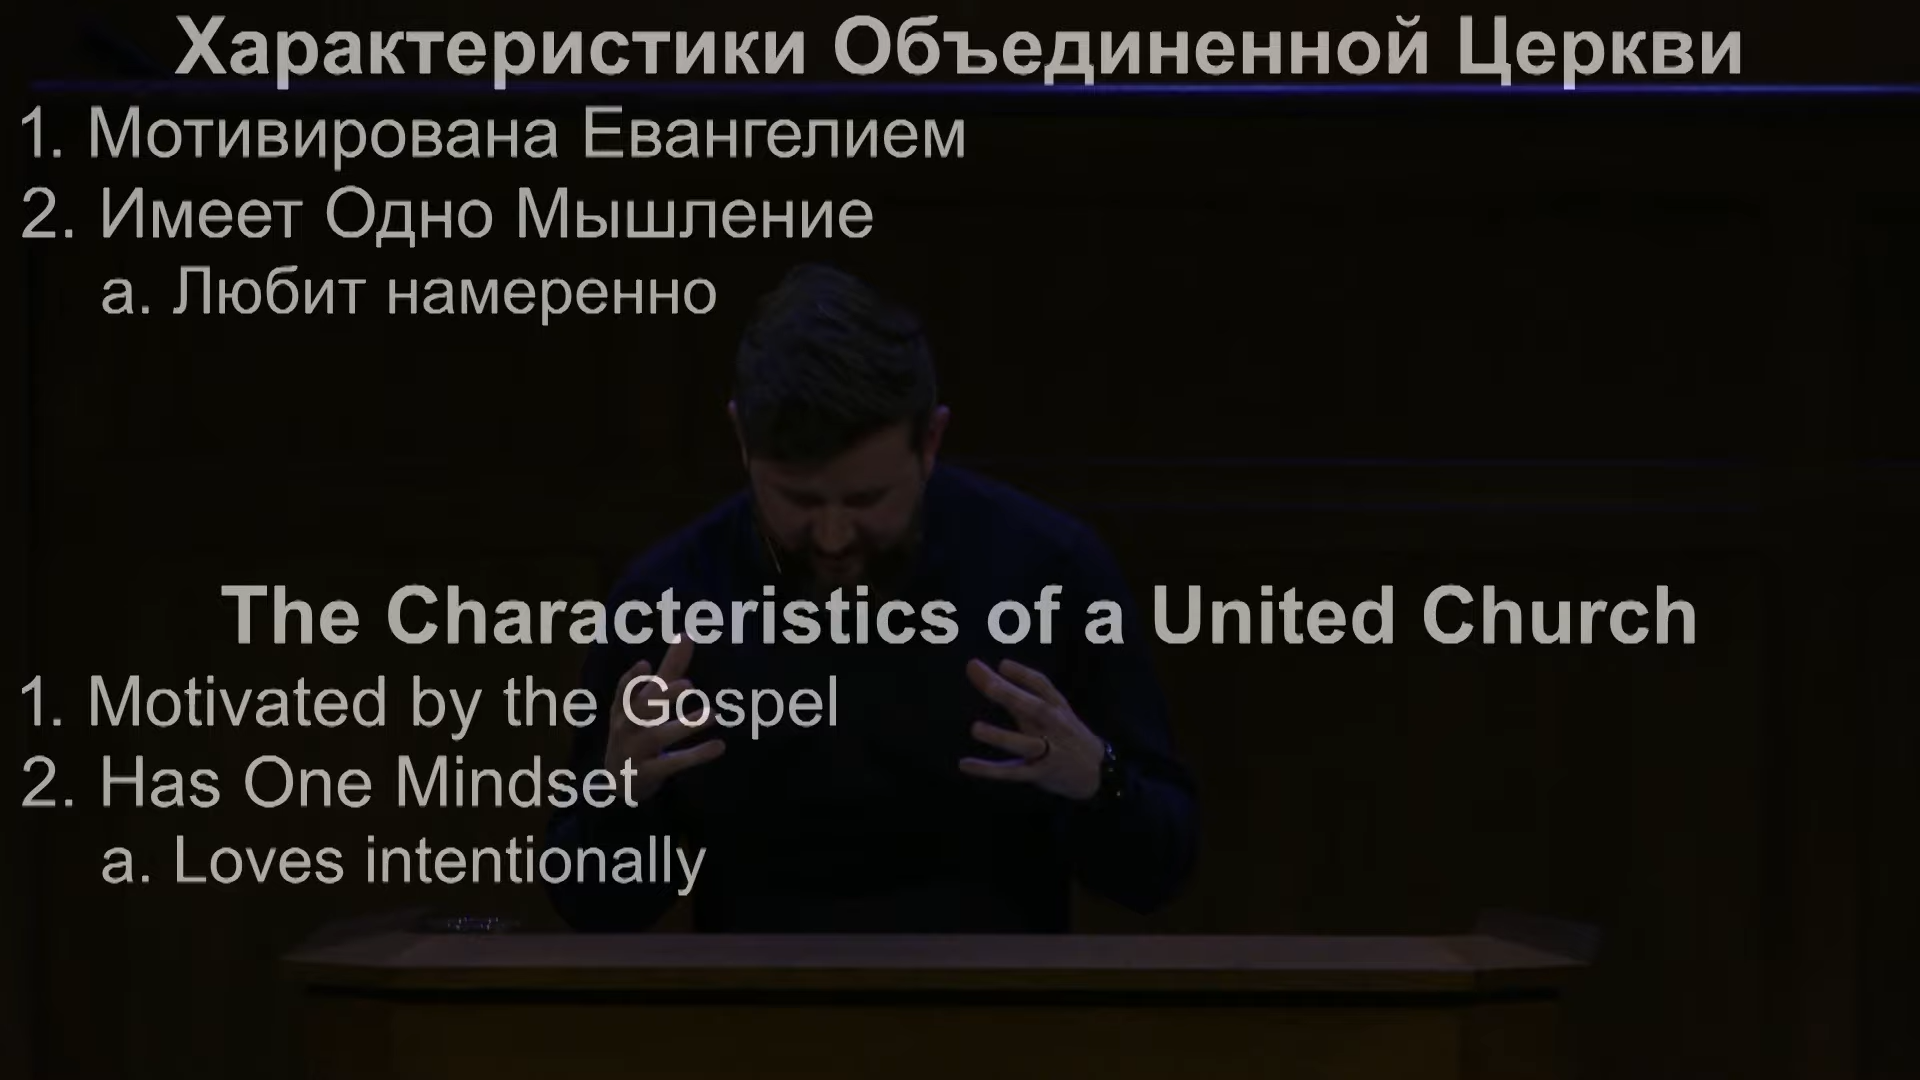 Характеристики Объединенной Церкви
1. Мотивирована Евангелием
2. Имеет Одно Мышление
a. Любит намеренно
The Characteristics of a United Church
1. Motivated by the Gospel
2. Has One Mindset
a. Loves intentionally